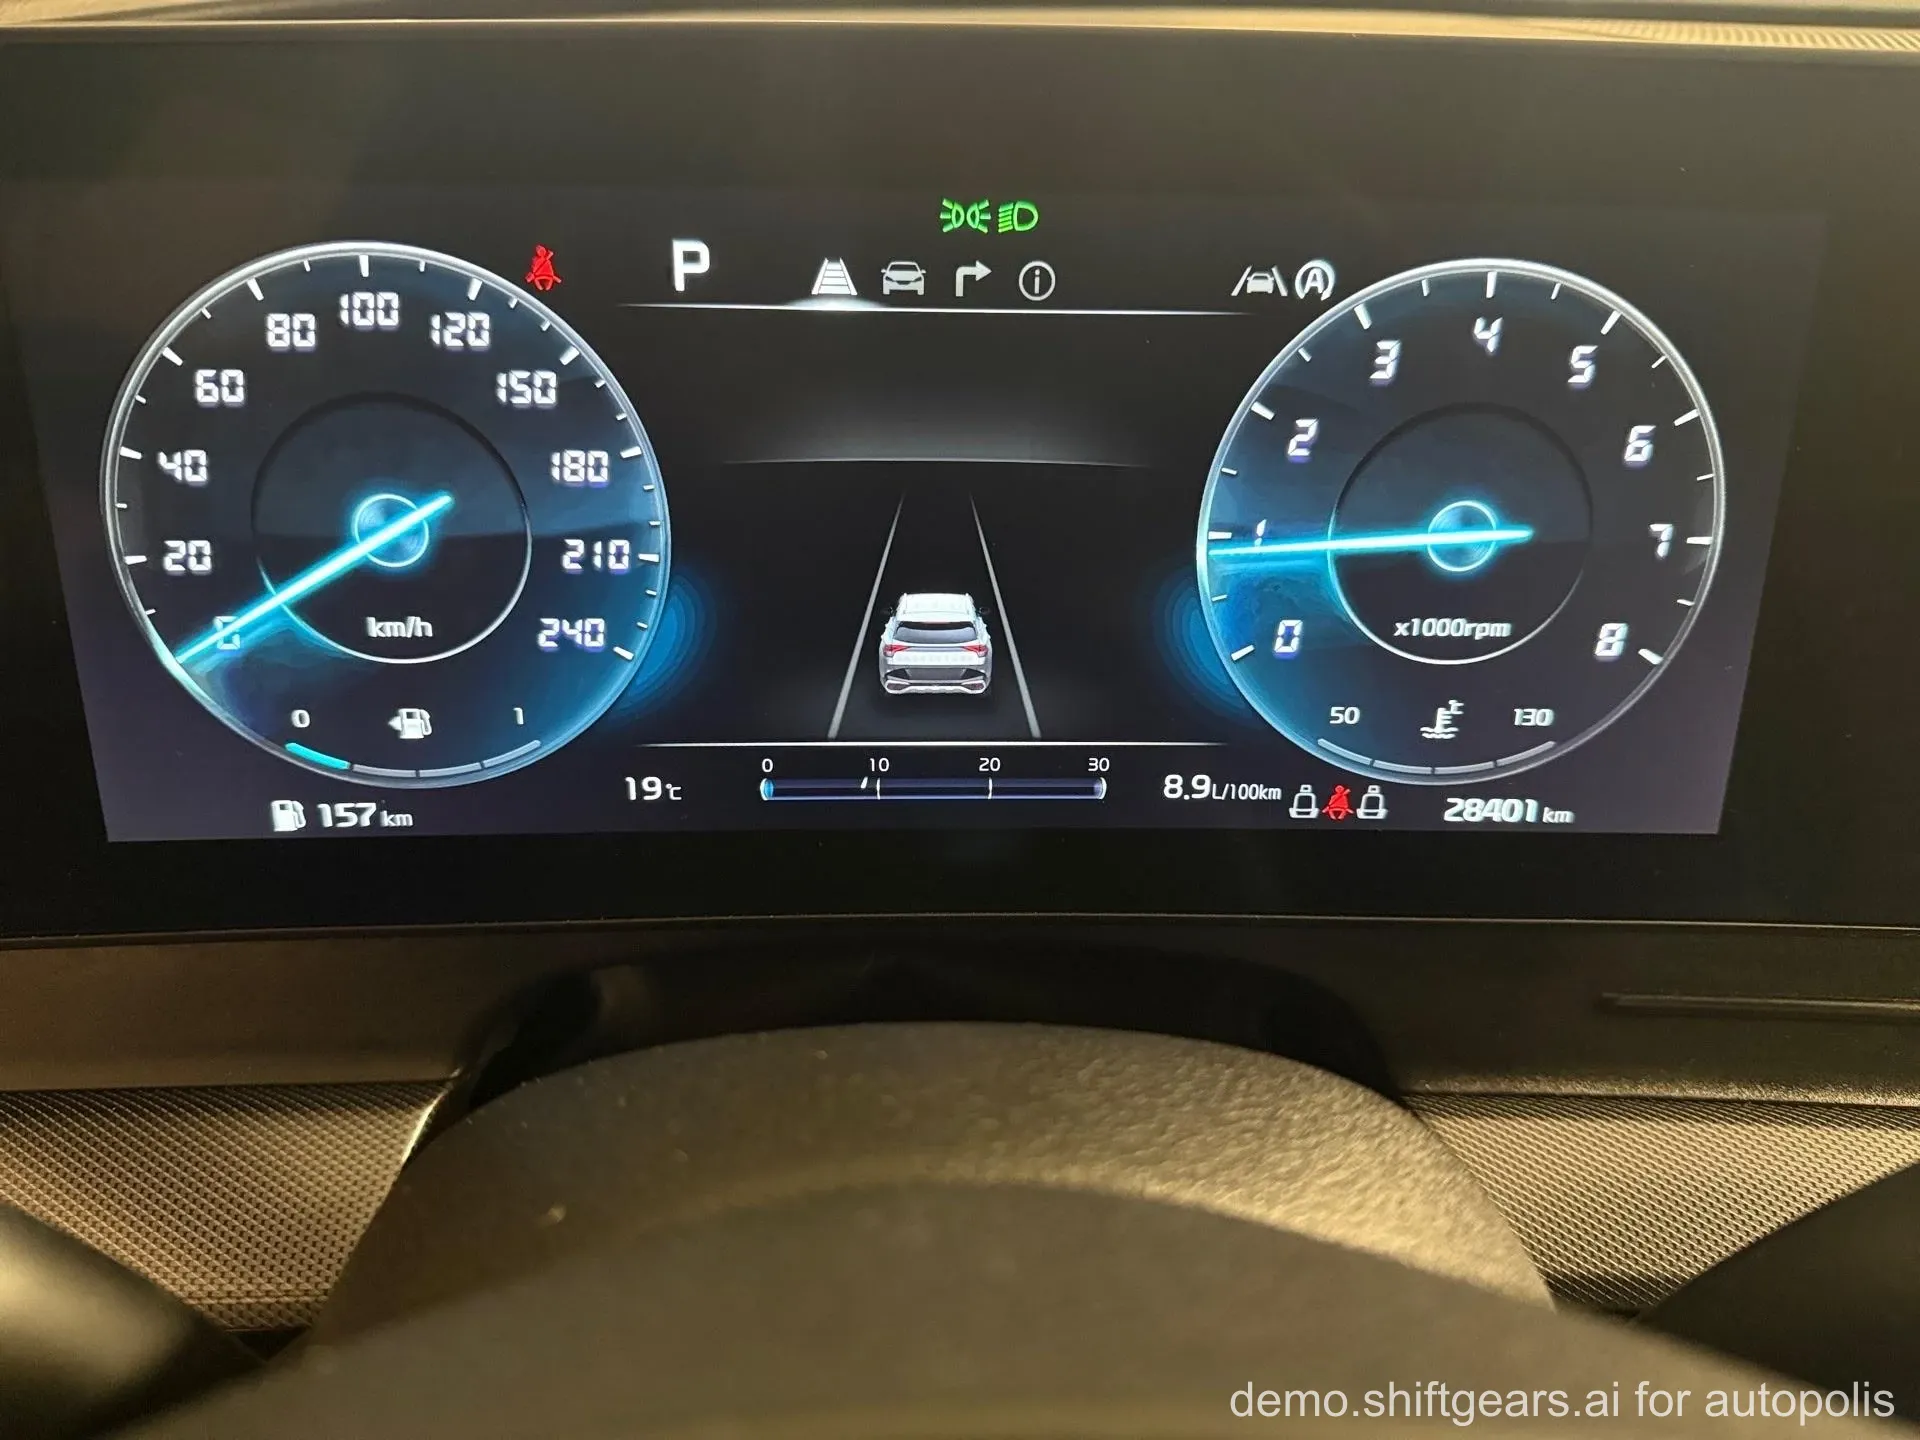 P
80 100 120
60 150
40 180
20 210
0 240
km/h
0 1
157 km
19°C
0 10 20 30
8.9 L/100km
A
3 4 5
2 6
1 7
0 8
x1000rpm
50 °C 130
28401 km
demo.shiftgears.ai for autopolis